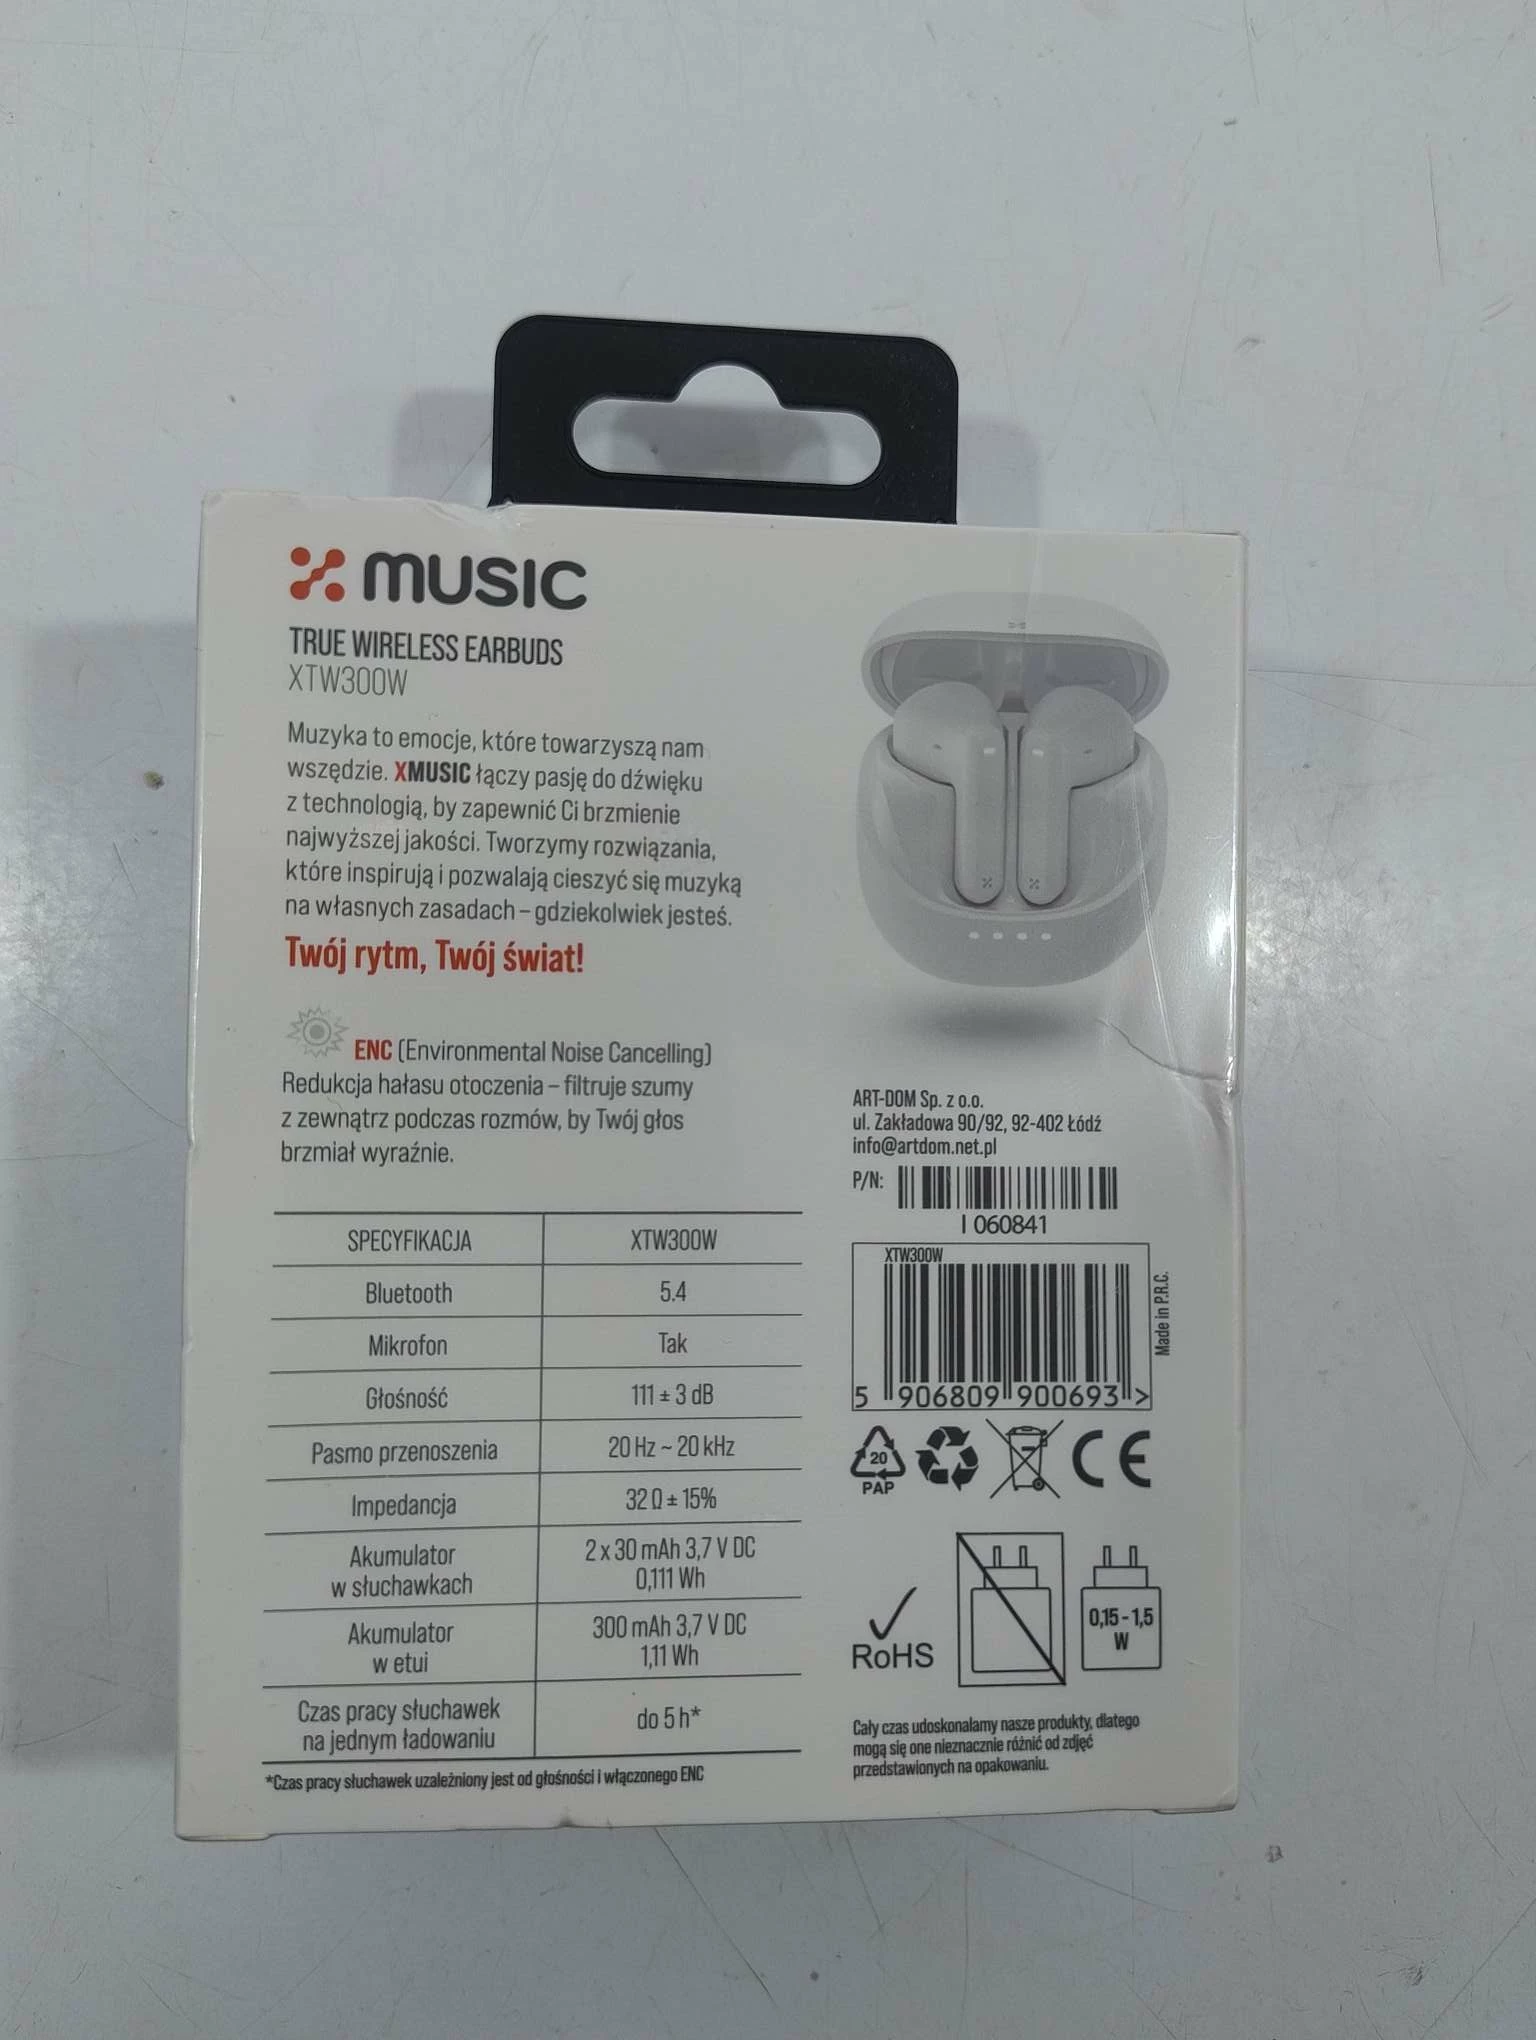 MUSIC
TRUE WIRELESS EARBUDS
XTW300W
Muzyka to emocje, które towarzyszą nam
wszędzie. XMUSIC łączy pasję do dźwięku
z technologią, by zapewnić Ci brzmienie
najwyższej jakości. Tworzymy rozwiązania,
które inspirują i pozwalają cieszyć się muzyką
na własnych zasadach – gdziekolwiek jesteś.
Twój rytm, Twój świat!
ENC (Environmental Noise Cancelling)
Redukcja hałasu otoczenia – filtruje szumy
z zewnątrz podczas rozmów, by Twój głos
brzmiał wyraźnie.
SPECYFIKACJA XTW300W
Bluetooth 5.4
Mikrofon Tak
Głośność 111 ± 3 dB
Pasmo przenoszenia 20 Hz ~ 20 kHz
Impedancja 32 Ω ± 15%
Akumulator
w słuchawkach
2 x 30 mAh 3,7 V DC
0,111 Wh
Akumulator
w etui
300 mAh 3,7 V DC
1,11 Wh
Czas pracy słuchawek
na jednym ładowaniu
do 5 h*
*Czas pracy słuchawek uzależniony jest od głośności i włączonego ENC
ART-DOM Sp. z o.o.
ul. Zakładowa 90/92, 92-402 Łódź
info@artdom.net.pl
P/N:
I 060841
XTW300W
5 906809 900693 >
Made in P.R.C.
20
PAP
CE
RoHS
0,15 - 1,5
W
Cały czas udoskonalamy nasze produkty, dlatego
mogą się one nieznacznie różnić od zdjęć
przedstawionych na opakowaniu.